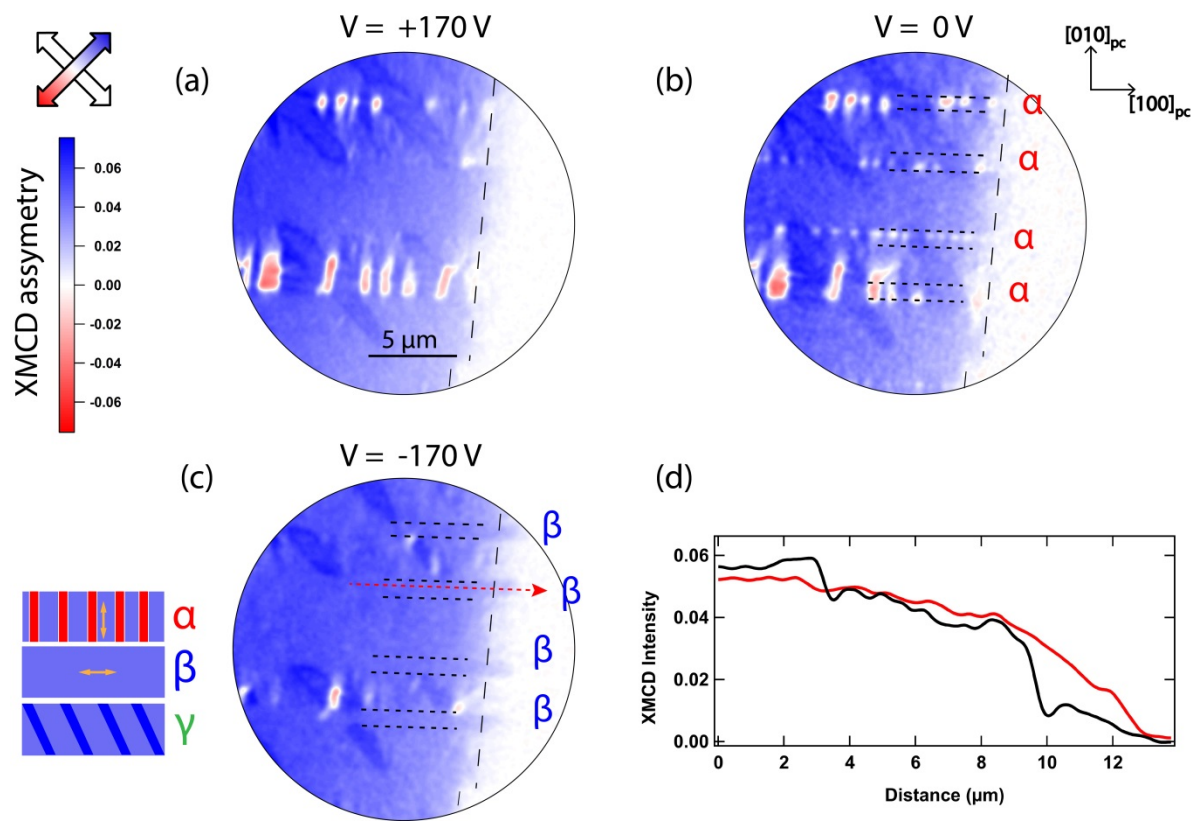 V = +170 V
V = 0 V
[010]pc
[100]pc
(a)
(b)
α
α
α
α
XMCD assymetry
0.06
0.04
0.02
0.00
-0.02
-0.04
-0.06
5 μm
V = -170 V
(c)
(d)
β
β
β
β
α
β
γ
XMCD Intensity
0.06
0.04
0.02
0.00
0
2
4
6
8
10
12
Distance (μm)